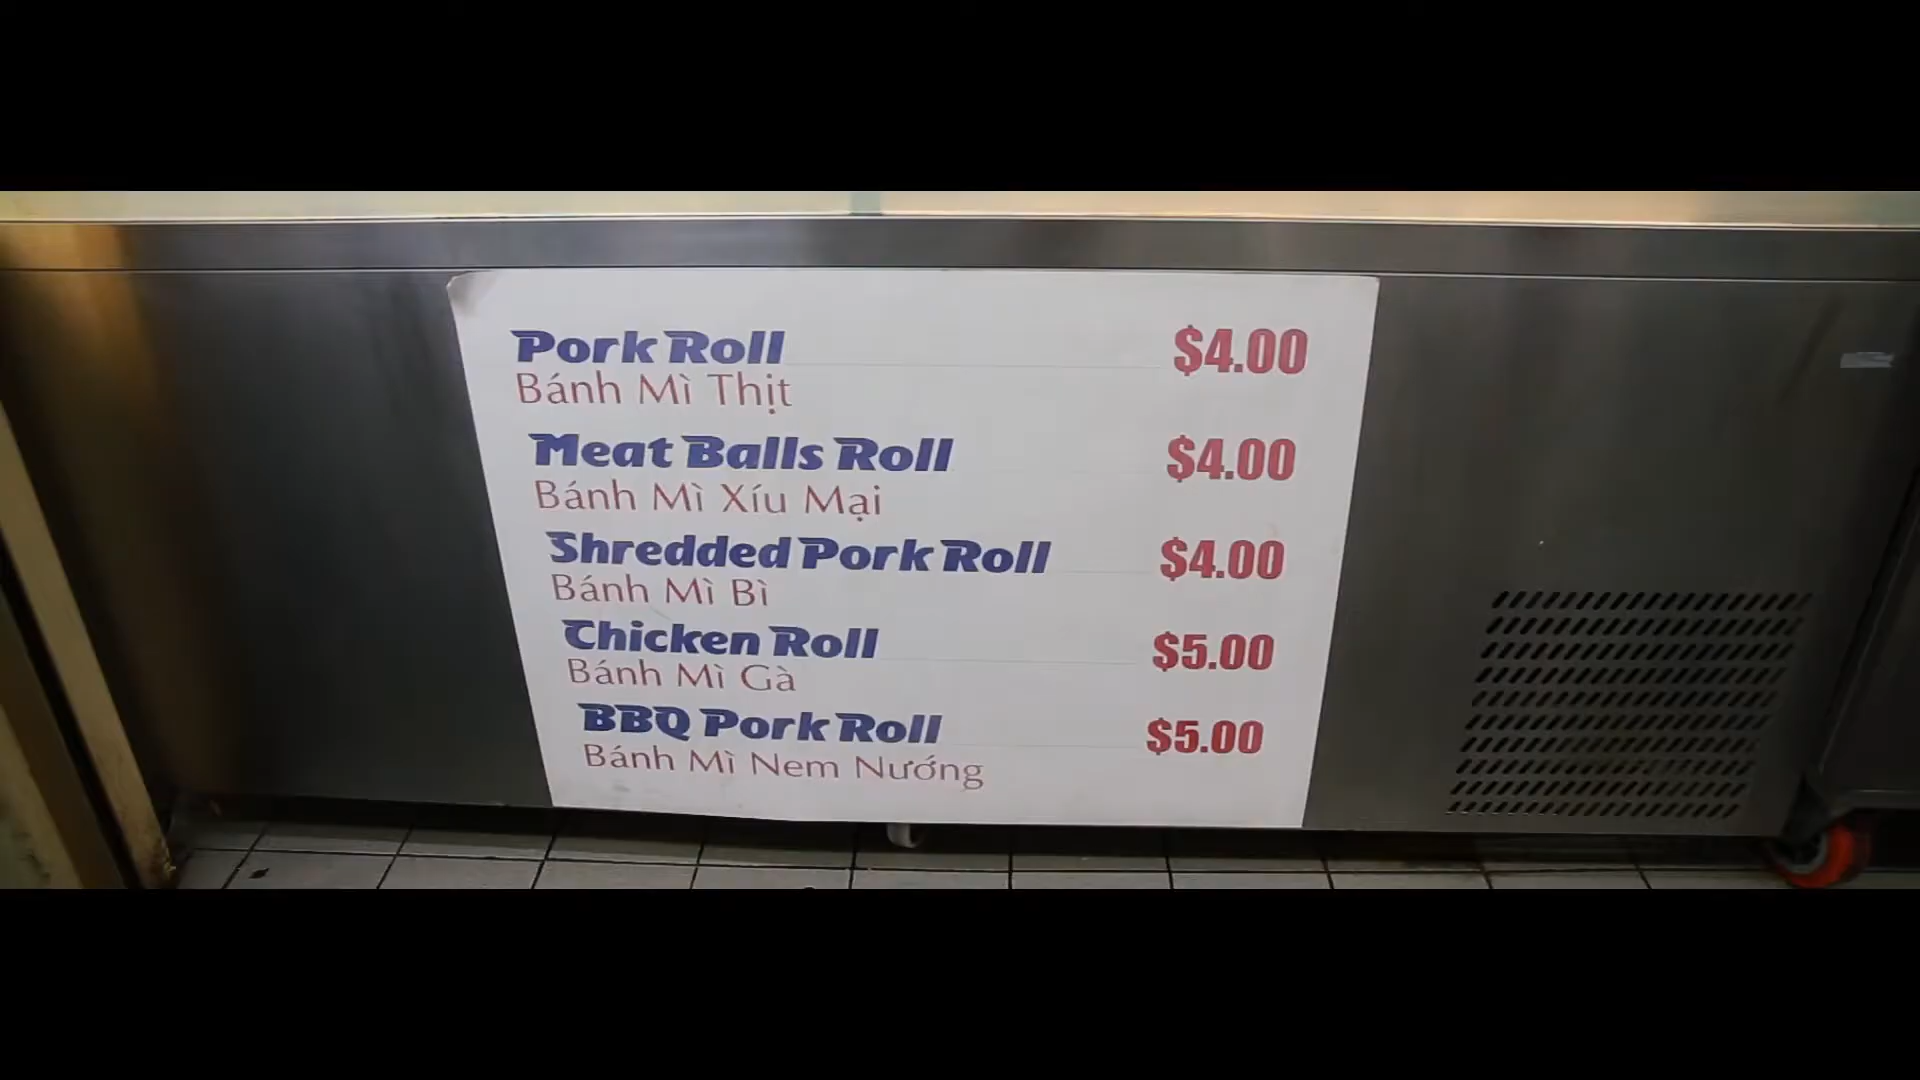 Pork Roll $4.00
Bánh Mì Thịt
Meat Balls Roll $4.00
Bánh Mì Xíu Mại
Shredded Pork Roll $4.00
Bánh Mì Bì
Chicken Roll $5.00
Bánh Mì Gà
BBQ Pork Roll $5.00
Bánh Mì Nem Nướng